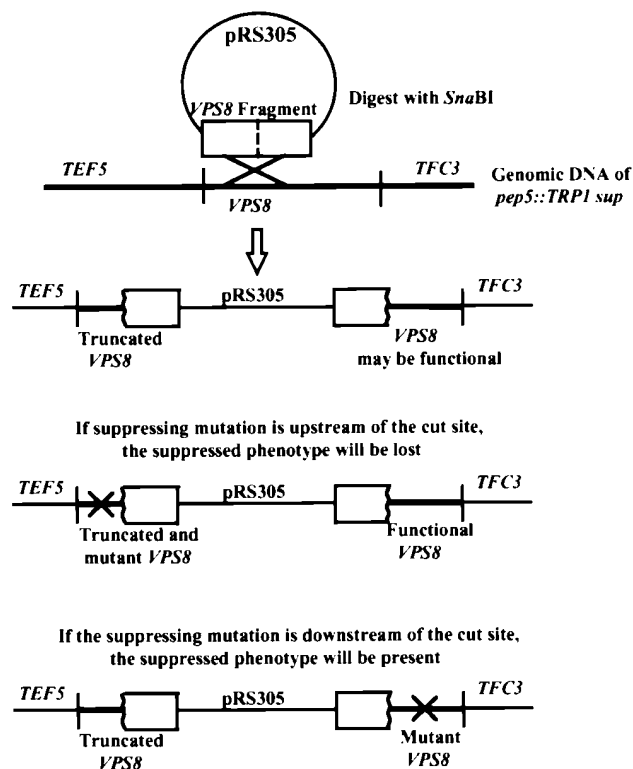 pRS305
VPS8 Fragment
Digest with SnaBI
TEF5
TFC3
VPS8
Genomic DNA of
pep5::TRP1 sup
TEF5
pRS305
TFC3
Truncated
VPS8
VPS8
may be functional
If suppressing mutation is upstream of the cut site,
the suppressed phenotype will be lost
TEF5
pRS305
TFC3
Truncated and
mutant VPS8
Functional
VPS8
If the suppressing mutation is downstream of the cut site,
the suppressed phenotype will be present
TEF5
pRS305
TFC3
Truncated
VPS8
Mutant
VPS8